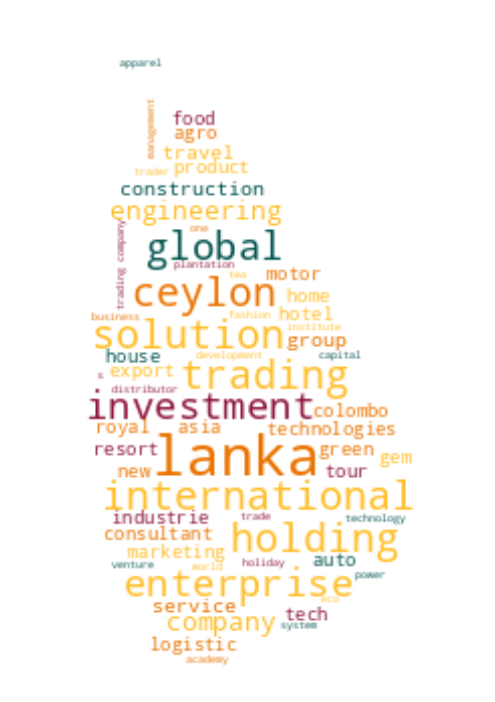 apparel
management
food
agro
travel
trader product
construction
engineering
one
trading company
global
plantation
tea motor
ceylon home
business fashion hotel
solution institute
group
house development capital
s export trading
distributor
investment colombo
royal asia technologies
resort lanka green gem
new tour
international
industrie trade technology
consultant holding
marketing
venture world holiday auto
power
enterprise
eco
service
company tech
system
logistic
academy